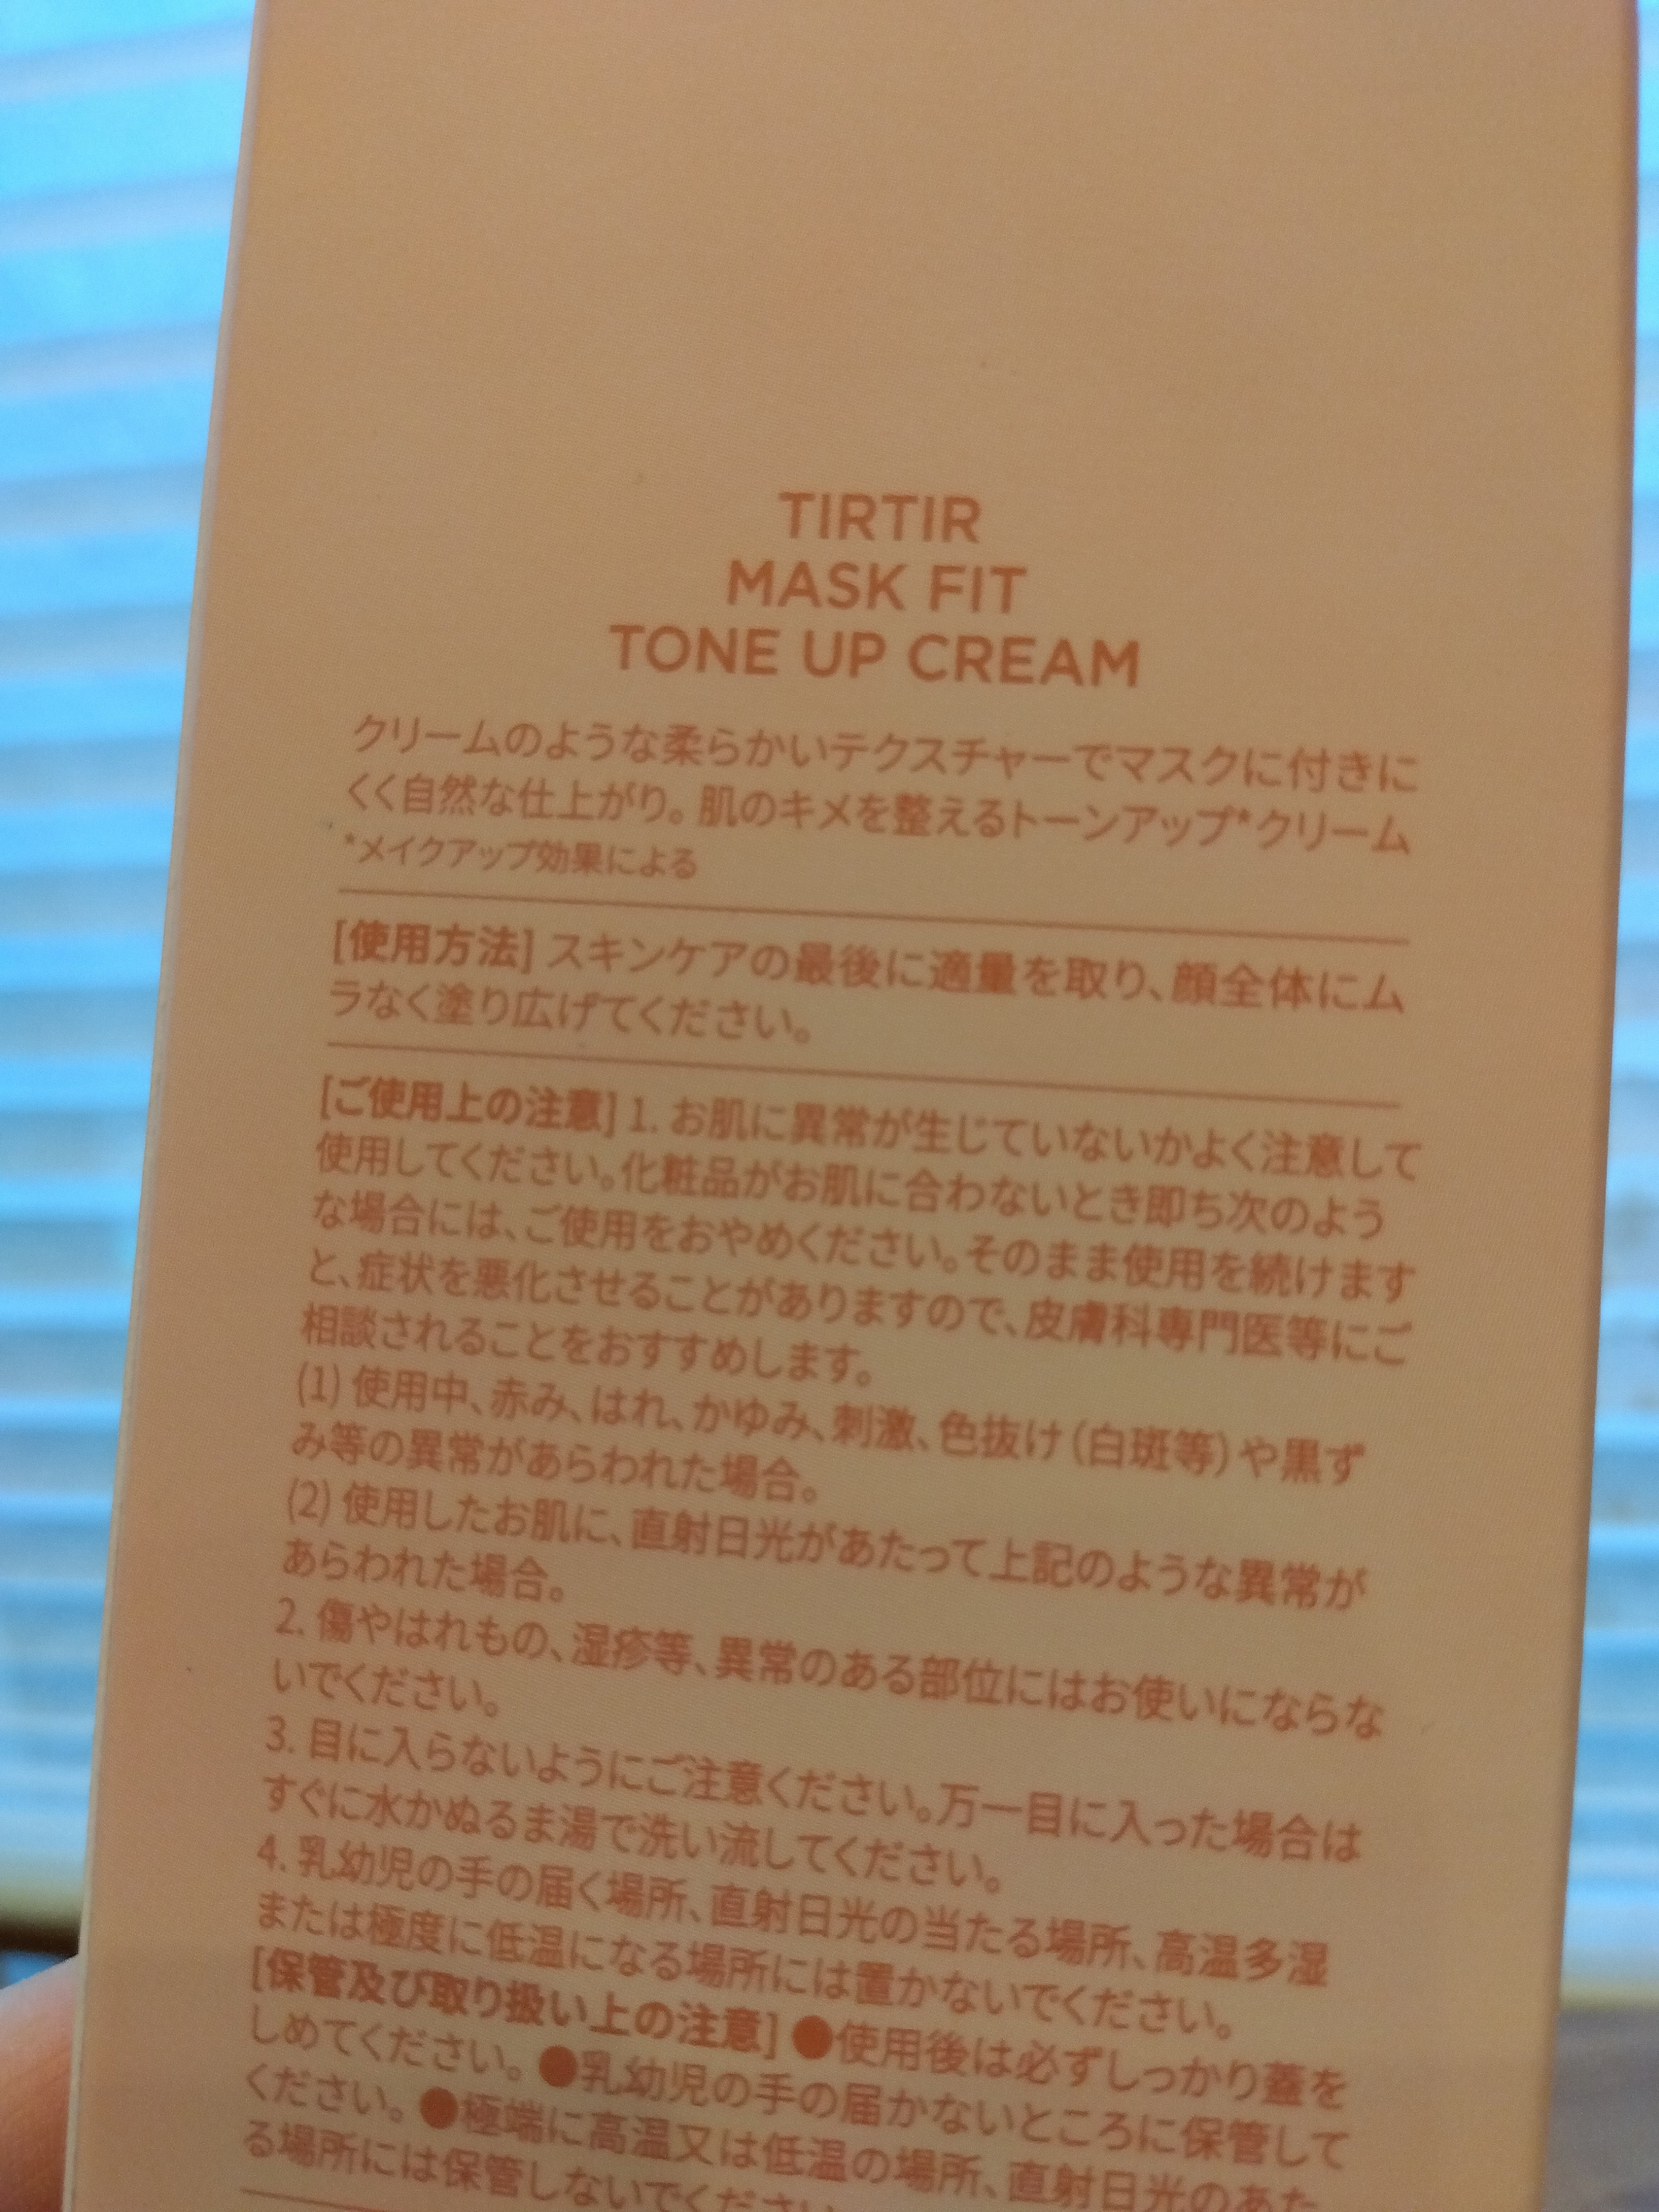 TIRTIR
MASK FIT
TONE UP CREAM
クリームのような柔らかいテクスチャーでマスクに付きに
くく自然な仕上がり。肌のキメを整えるトーンアップ*クリーム
*メイクアップ効果による
[使用方法] スキンケアの最後に適量を取り、顔全体にム
ラなく塗り広げてください。
[ご使用上の注意] 1. お肌に異常が生じていないかよく注意して
使用してください。化粧品がお肌に合わないとき即ち次のよう
な場合には、ご使用をおやめください。そのまま使用を続けます
と、症状を悪化させることがありますので、皮膚科専門医等にご
相談されることをおすすめします。
(1) 使用中、赤み、はれ、かゆみ、刺激、色抜け(白斑等)や黒ず
み等の異常があらわれた場合。
(2) 使用したお肌に、直射日光があたって上記のような異常が
あらわれた場合。
2. 傷やはれもの、湿疹等、異常のある部位にはお使いにならな
いでください。
3. 目に入らないようにご注意ください。万一目に入った場合は
すぐに水かぬるま湯で洗い流してください。
4. 乳幼児の手の届く場所、直射日光の当たる場所、高温多湿
または極度に低温になる場所には置かないでください。
[保管及び取り扱い上の注意] ●使用後は必ずしっかり蓋を
しめてください。●乳幼児の手の届かないところに保管して
ください。●極端に高温又は低温の場所、直射日光のあた
る場所には保管しないでください